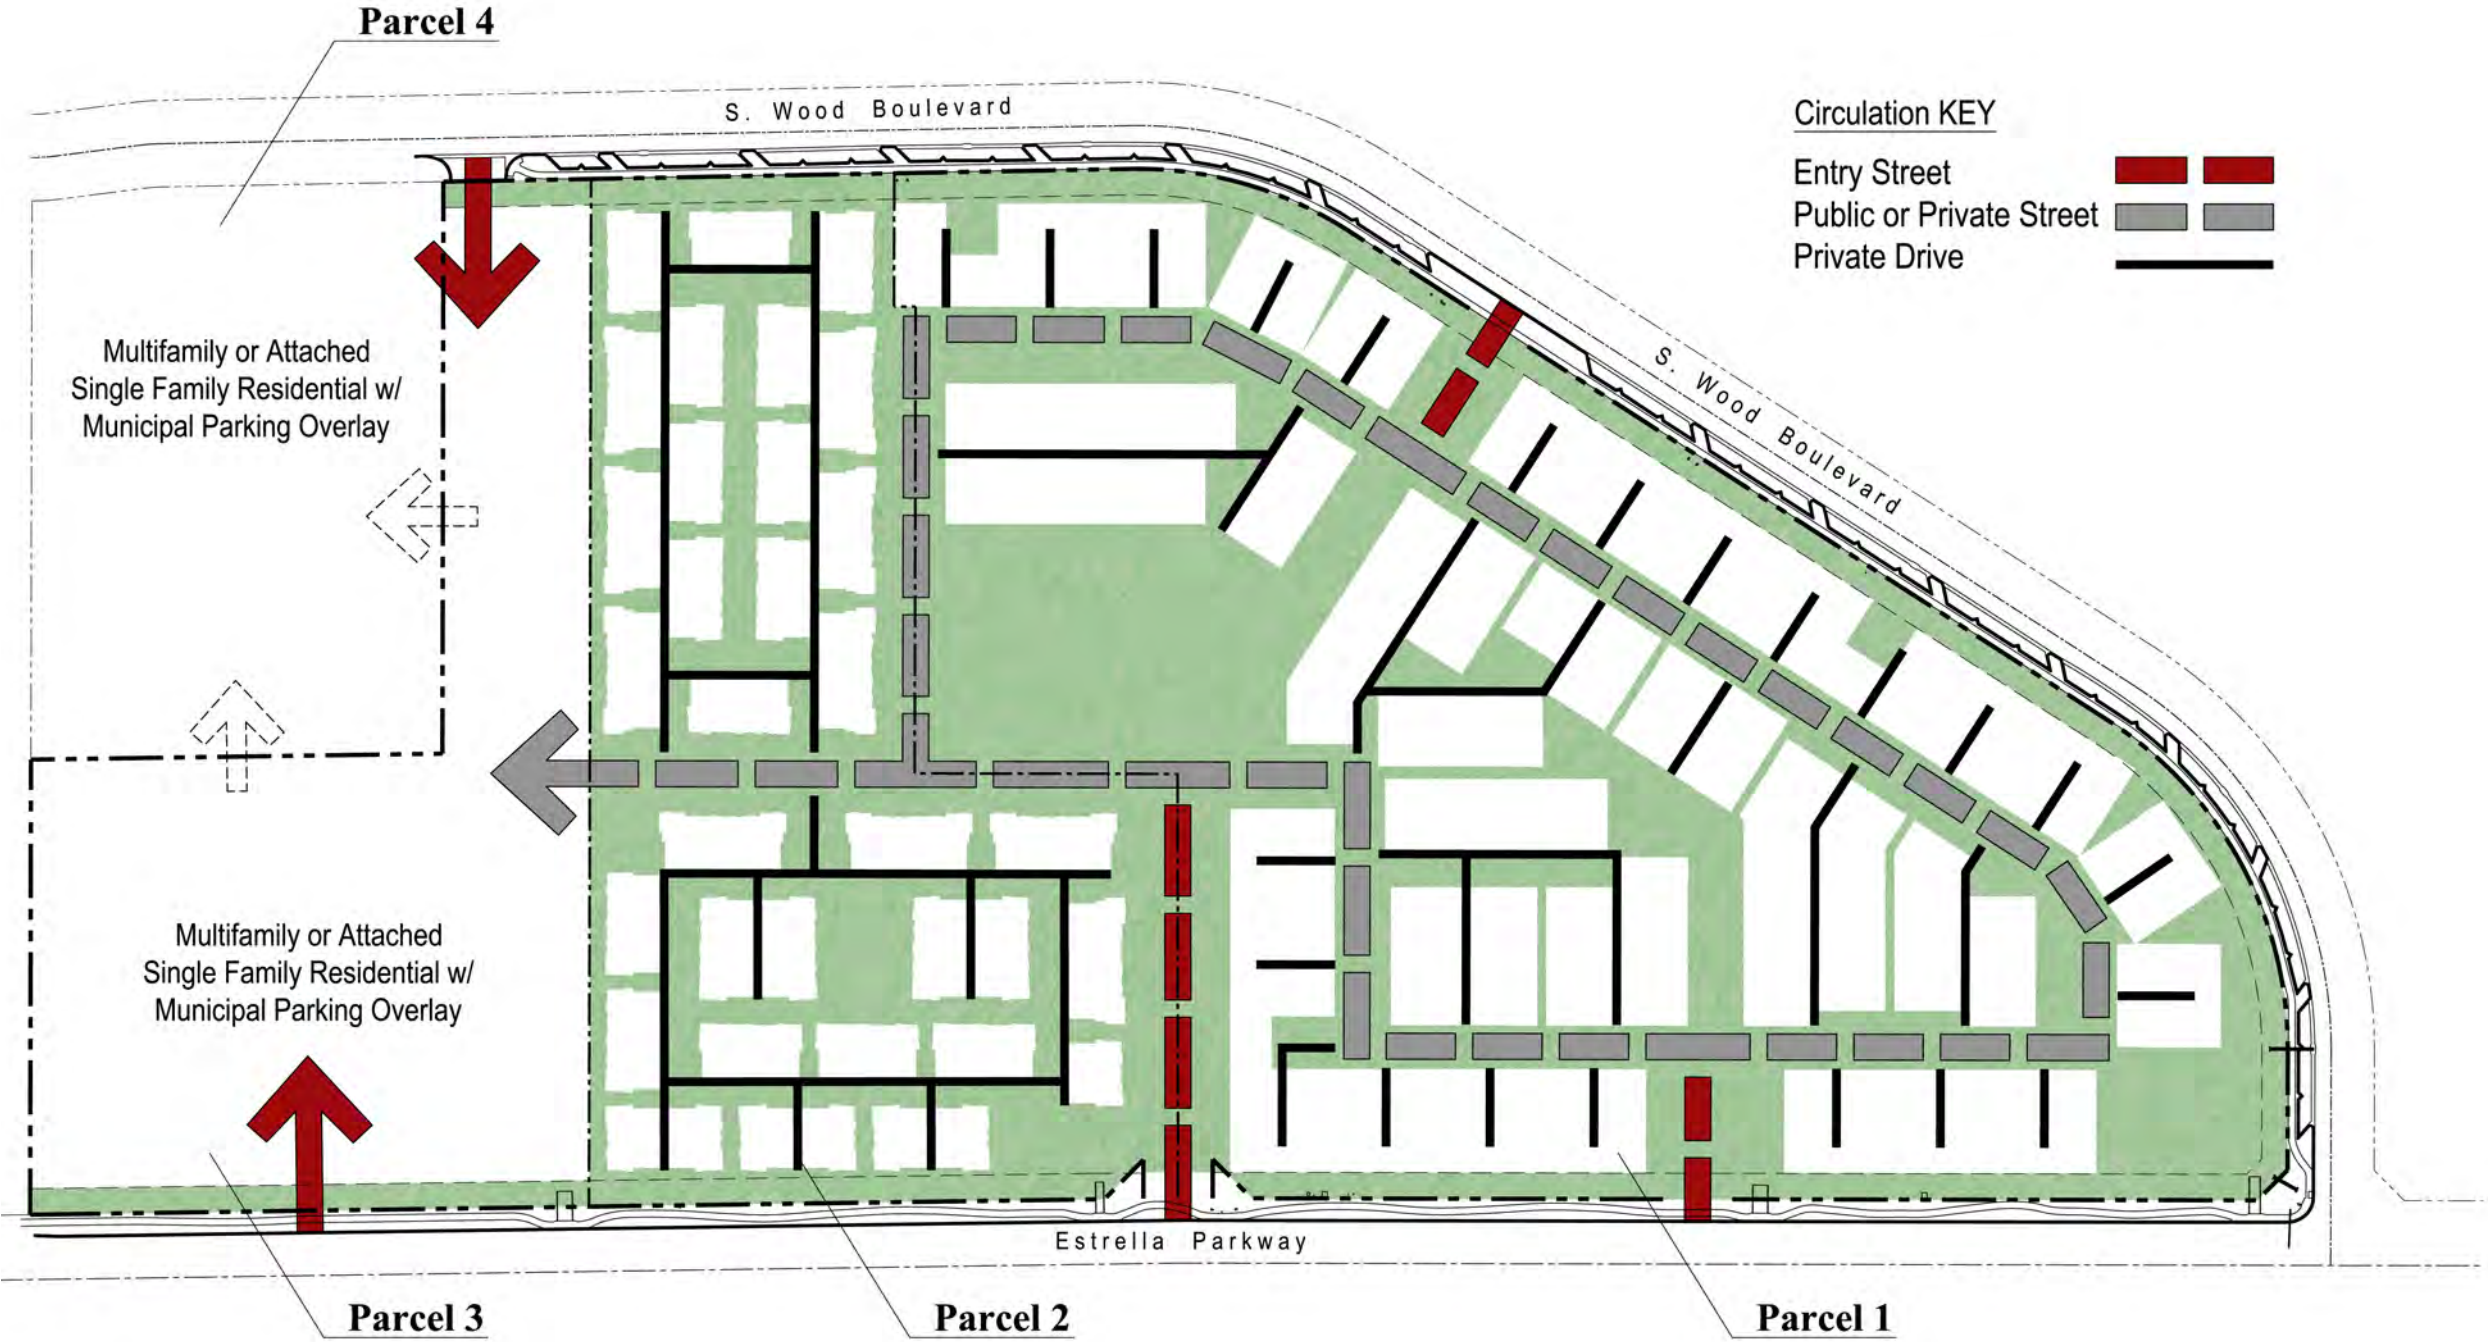 Parcel 4
S. Wood Boulevard
Circulation KEY
Entry Street
Public or Private Street
Private Drive
S. Wood Boulevard
Multifamily or Attached
Single Family Residential w/
Municipal Parking Overlay
Multifamily or Attached
Single Family Residential w/
Municipal Parking Overlay
Estrella Parkway
Parcel 3
Parcel 2
Parcel 1